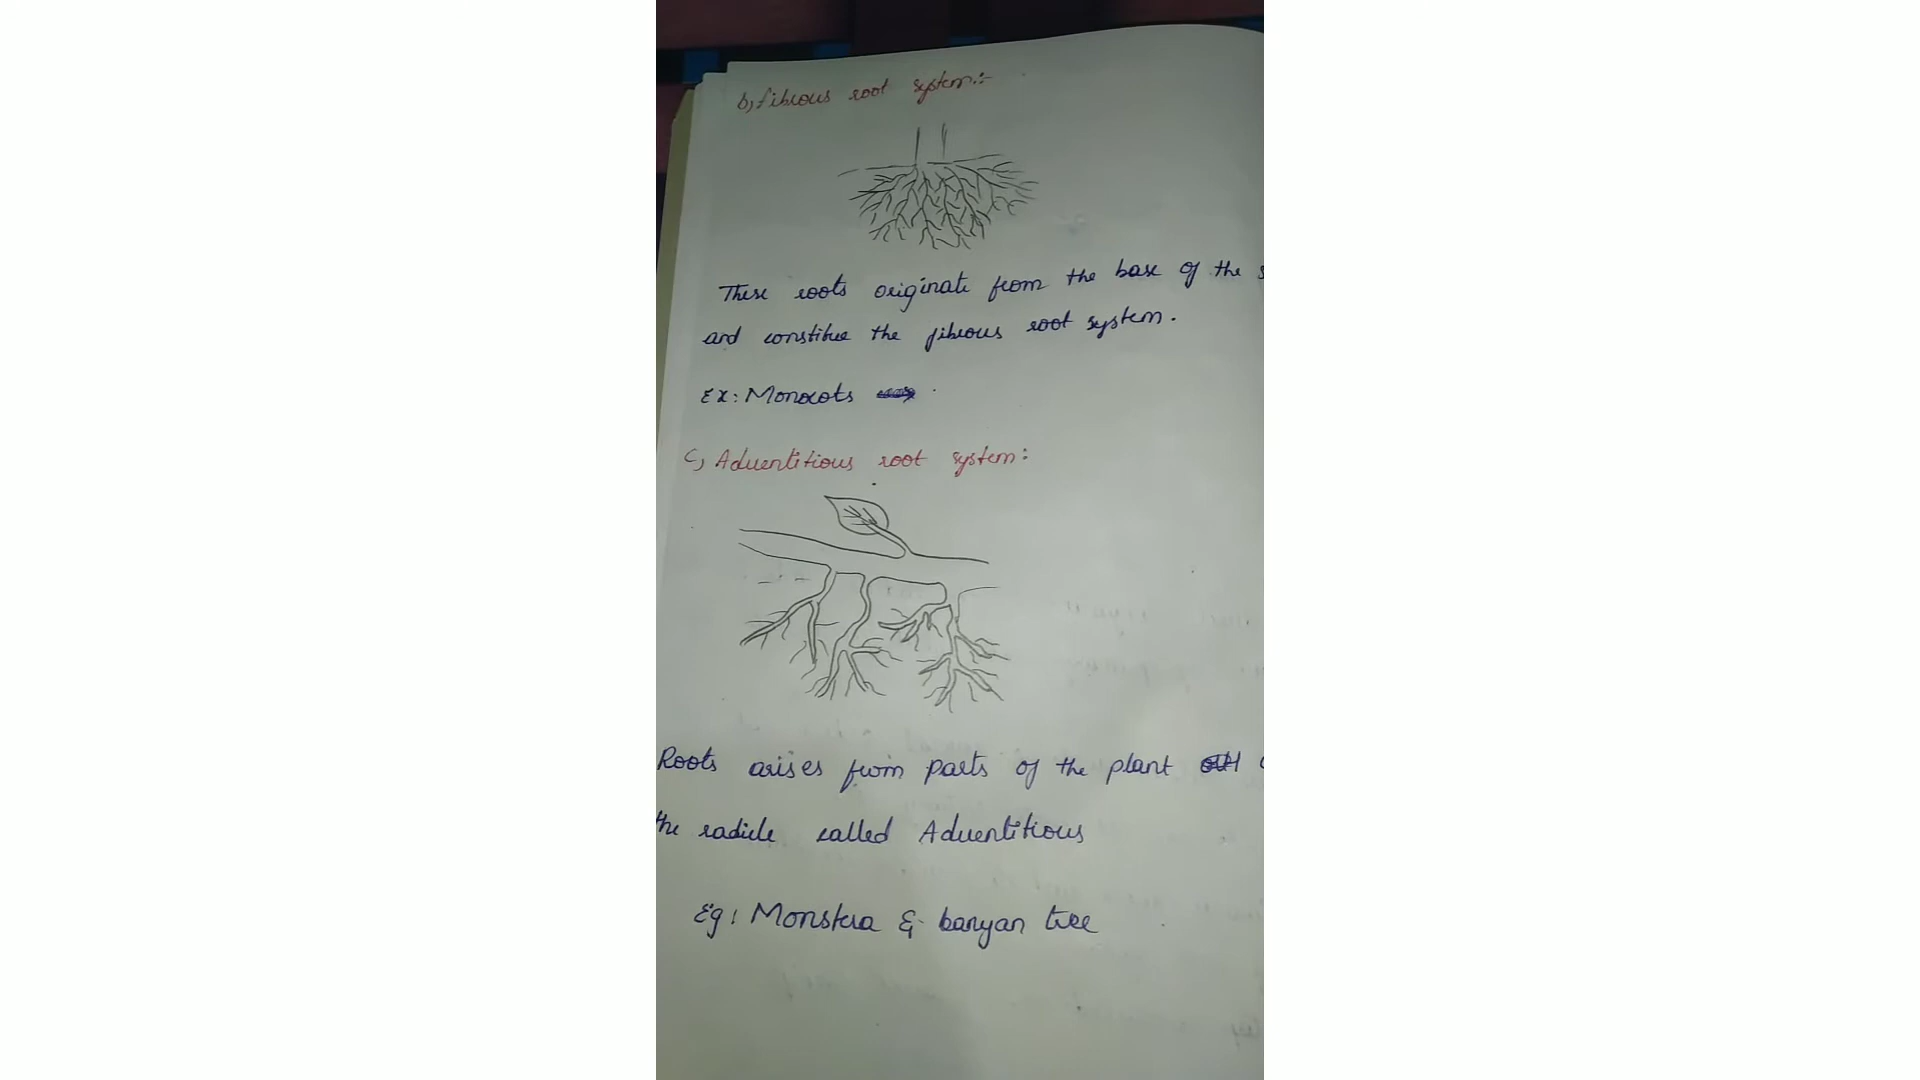 b, fibrous root system:-
These roots originate from the base of the
and constitue the fibrous root system.
Ex: Monocots
C, Adventitious root system:
Roots arises from parts of the plant
the radicle called Adventitious
Eg: Monstera & banyan tree